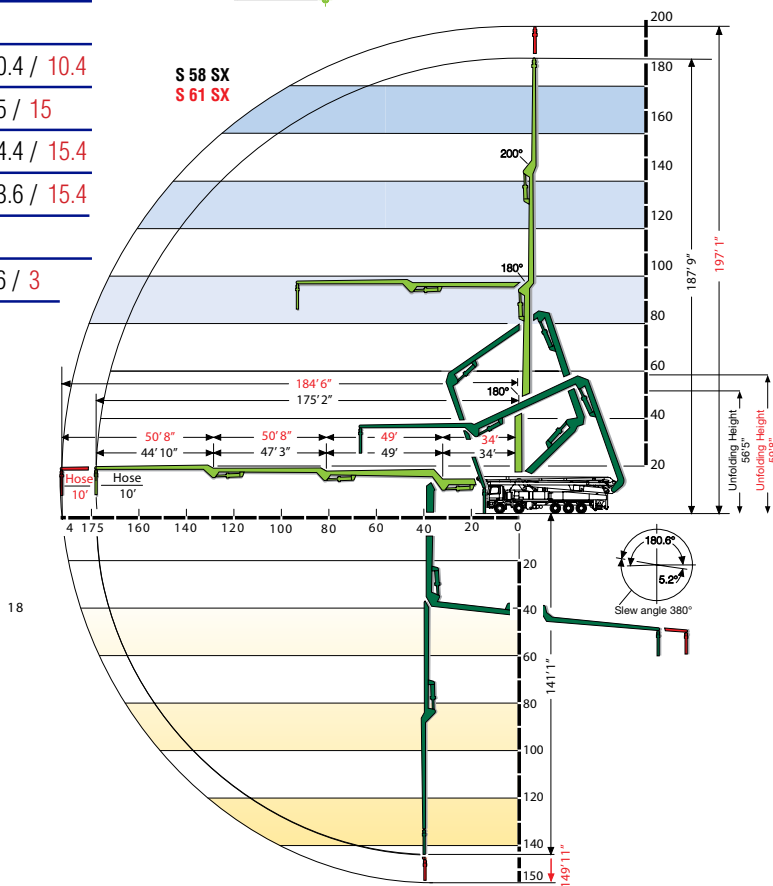 0.4 / 10.4
5 / 15
4.4 / 15.4
3.6 / 15.4
6 / 3
S 58 SX
S 61 SX
200
180
160
140
120
100
80
60
40
20
200°
180°
180°
187' 9"
197' 1"
184' 6"
175' 2"
50' 8" 50' 8" 49' 34'
44' 10" 47' 3" 49' 34'
Hose
10'
Hose
10'
Unfolding Height
56'5"
Unfolding Height
4 175 160 140 120 100 80 60 40 20 0
20
40
60
80
100
120
140
150
141' 1"
149' 11"
180.6°
5.2°
Slew angle 380°
18